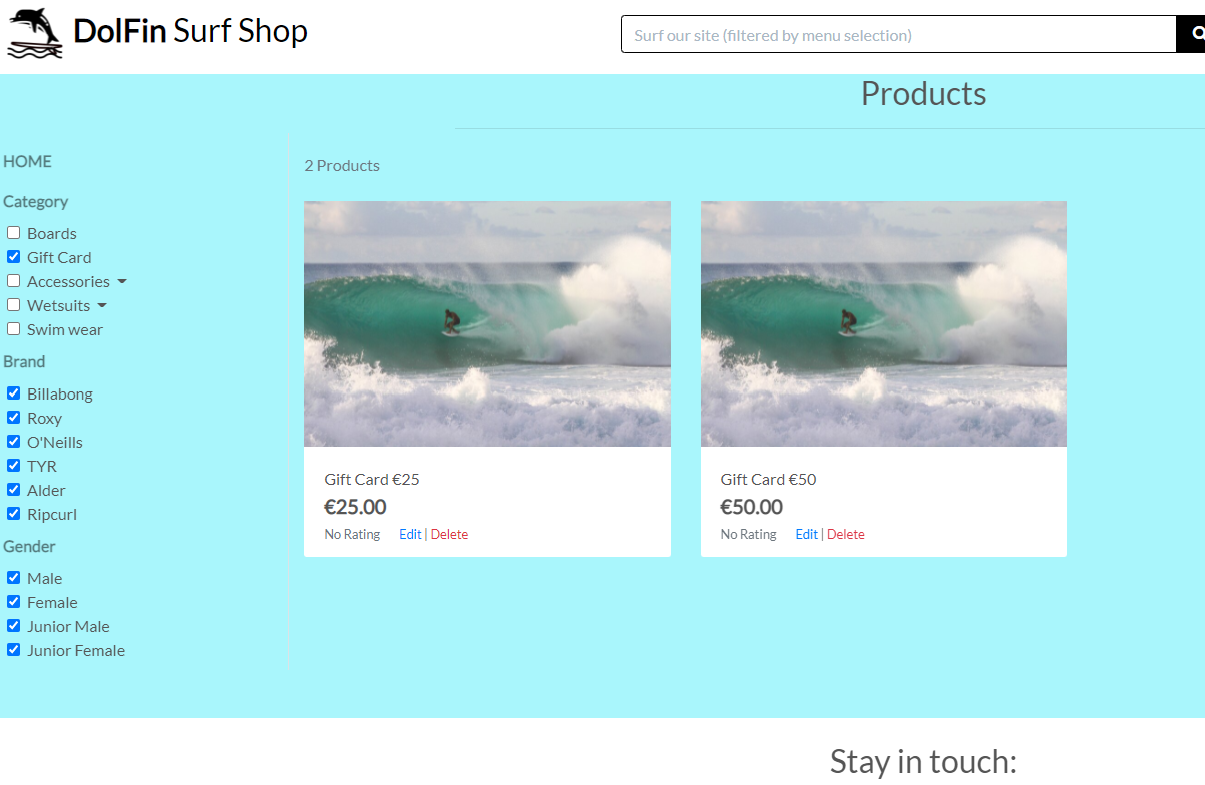 DolFin Surf Shop
Surf our site (filtered by menu selection)
Products
HOME
Category
Boards
Gift Card
Accessories
Wetsuits
Swim wear
Brand
Billabong
Roxy
O'Neills
TYR
Alder
Ripcurl
Gender
Male
Female
Junior Male
Junior Female
2 Products
Gift Card €25
€25.00
No Rating Edit | Delete
Gift Card €50
€50.00
No Rating Edit | Delete
Stay in touch: